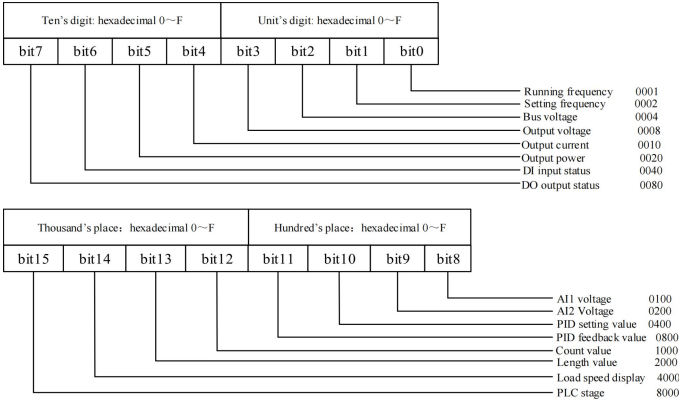 Ten's digit: hexadecimal 0～F Unit's digit: hexadecimal 0～F
bit7 bit6 bit5 bit4 bit3 bit2 bit1 bit0
Running frequency 0001
Setting frequency 0002
Bus voltage 0004
Output voltage 0008
Output current 0010
Output power 0020
DI input status 0040
DO output status 0080
Thousand's place：hexadecimal 0～F Hundred's place：hexadecimal 0～F
bit15 bit14 bit13 bit12 bit11 bit10 bit9 bit8
AI1 voltage 0100
AI2 Voltage 0200
PID setting value 0400
PID feedback value 0800
Count value 1000
Length value 2000
Load speed display 4000
PLC stage 8000